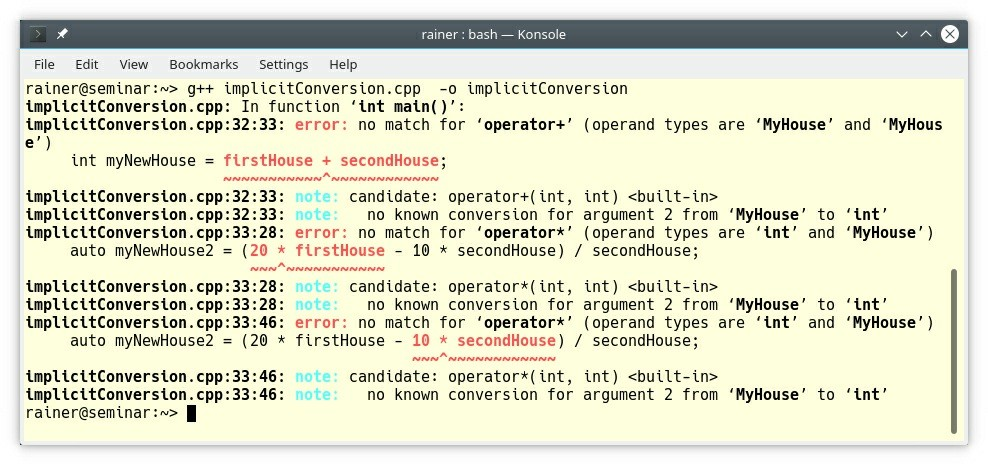 rainer : bash — Konsole
File Edit View Bookmarks Settings Help
rainer@seminar:~> g++ implicitConversion.cpp  -o implicitConversion
implicitConversion.cpp: In function ‘int main()’:
implicitConversion.cpp:32:33: error: no match for ‘operator+’ (operand types are ‘MyHouse’ and ‘MyHous
e’)
     int myNewHouse = firstHouse + secondHouse;
                      ~~~~~~~~~~~^~~~~~~~~~~~~
implicitConversion.cpp:32:33: note: candidate: operator+(int, int) <built-in>
implicitConversion.cpp:32:33: note:   no known conversion for argument 2 from ‘MyHouse’ to ‘int’
implicitConversion.cpp:33:28: error: no match for ‘operator*’ (operand types are ‘int’ and ‘MyHouse’)
     auto myNewHouse2 = (20 * firstHouse - 10 * secondHouse) / secondHouse;
                         ~~~^~~~~~~~~~~~
implicitConversion.cpp:33:28: note: candidate: operator*(int, int) <built-in>
implicitConversion.cpp:33:28: note:   no known conversion for argument 2 from ‘MyHouse’ to ‘int’
implicitConversion.cpp:33:46: error: no match for ‘operator*’ (operand types are ‘int’ and ‘MyHouse’)
     auto myNewHouse2 = (20 * firstHouse - 10 * secondHouse) / secondHouse;
                                           ~~~^~~~~~~~~~~~~
implicitConversion.cpp:33:46: note: candidate: operator*(int, int) <built-in>
implicitConversion.cpp:33:46: note:   no known conversion for argument 2 from ‘MyHouse’ to ‘int’
rainer@seminar:~>